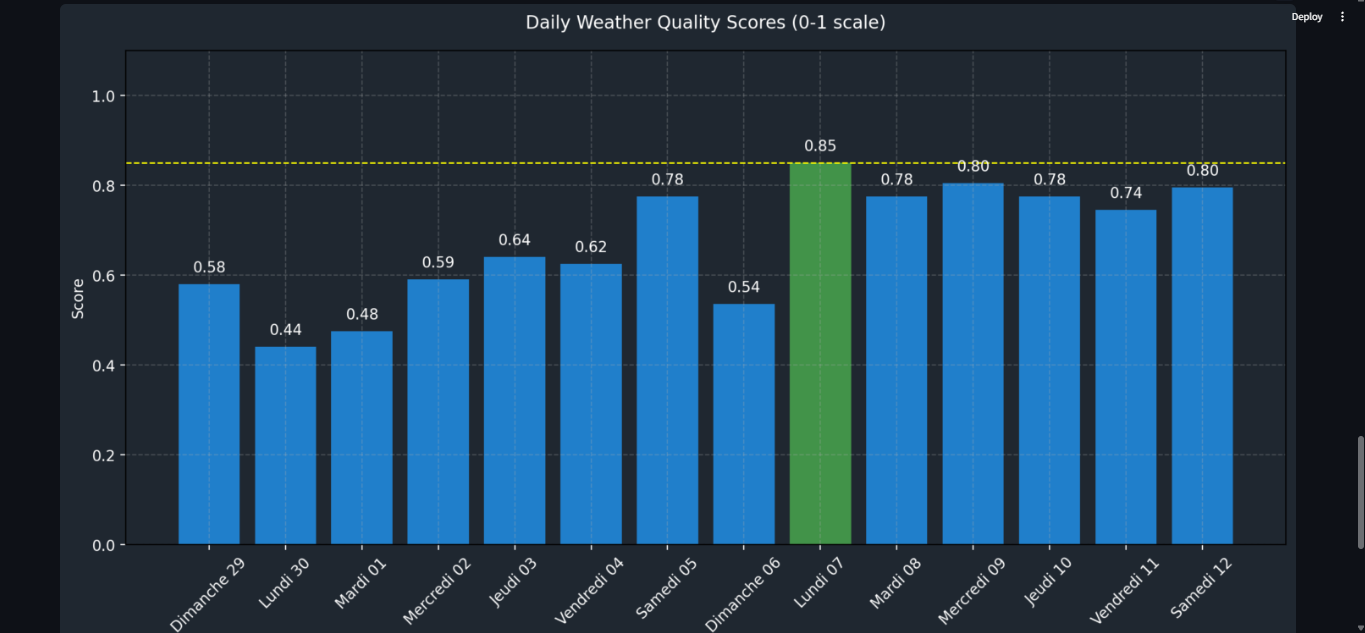 Deploy
Daily Weather Quality Scores (0-1 scale)
Score
1.0
0.8
0.6
0.4
0.2
0.0
0.58
0.44
0.48
0.59
0.64
0.62
0.78
0.54
0.85
0.78
0.80
0.78
0.74
0.80
Dimanche 29
Lundi 30
Mardi 01
Mercredi 02
Jeudi 03
Vendredi 04
Samedi 05
Dimanche 06
Lundi 07
Mardi 08
Mercredi 09
Jeudi 10
Vendredi 11
Samedi 12